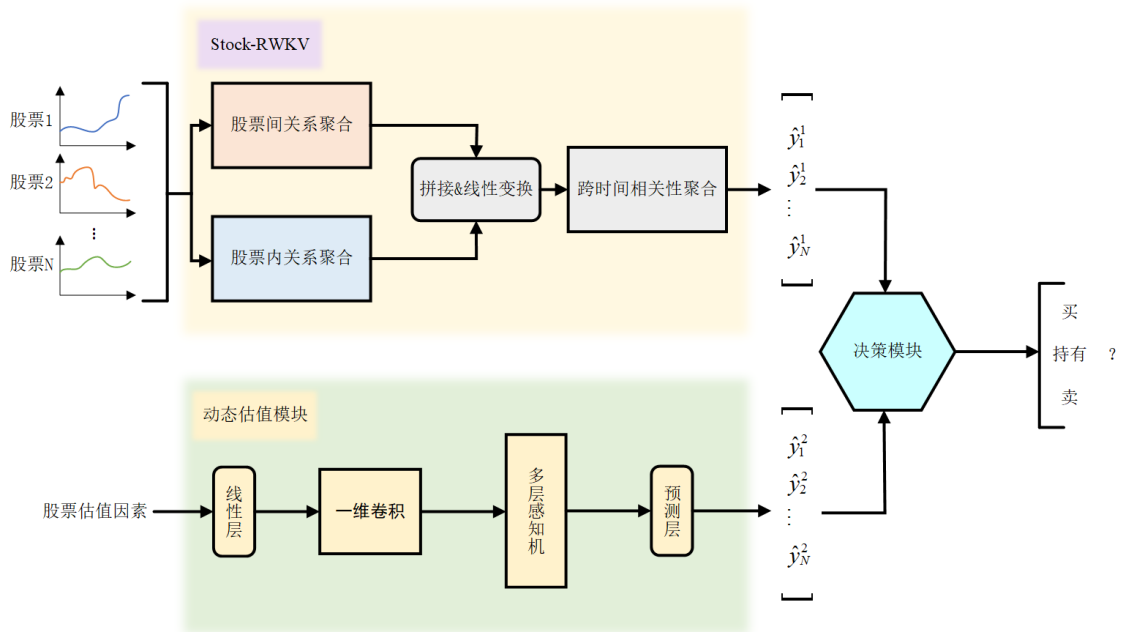 Stock-RWKV
股票1
股票2
⋮
股票N
股票间关系聚合
股票内关系聚合
拼接&线性变换
跨时间相关性聚合
ŷ₁¹
ŷ₂¹
⋮
ŷ_N¹
决策模块
买
持有 ?
卖
动态估值模块
股票估值因素
线性层
一维卷积
多层感知机
预测层
ŷ₁²
ŷ₂²
⋮
ŷ_N²